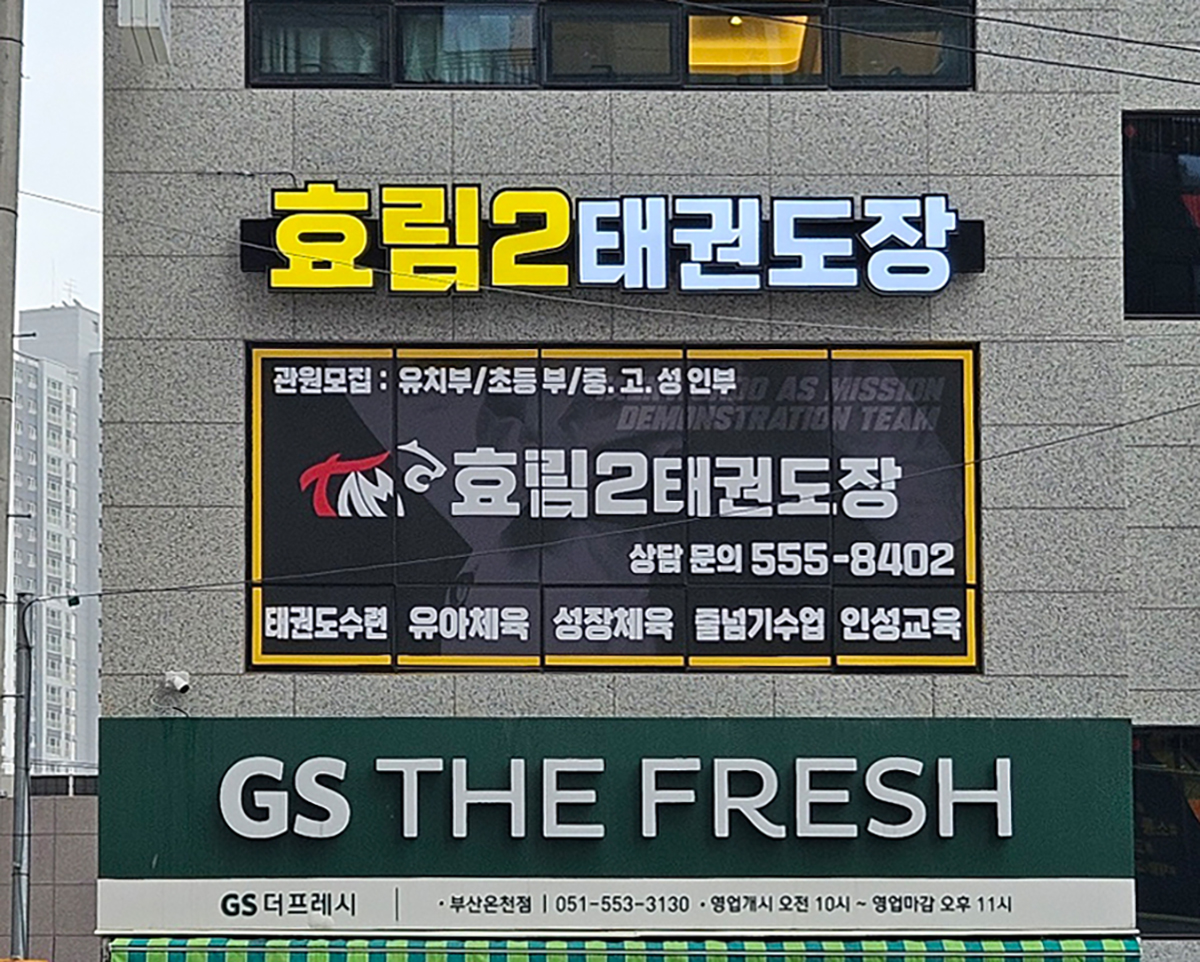 효림2태권도장
관원모집 : 유치부/초등부/중. 고. 성인부
AS MISSION
DEMONSTRATION TEAM
TM 효림2태권도장
상담 문의 555-8402
태권도수련 유아체육 성장체육 줄넘기수업 인성교육
GS THE FRESH
GS 더프레시 | ·부산온천점 | 051-553-3130 ·영업개시 오전 10시 ~ 영업마감 오후 11시